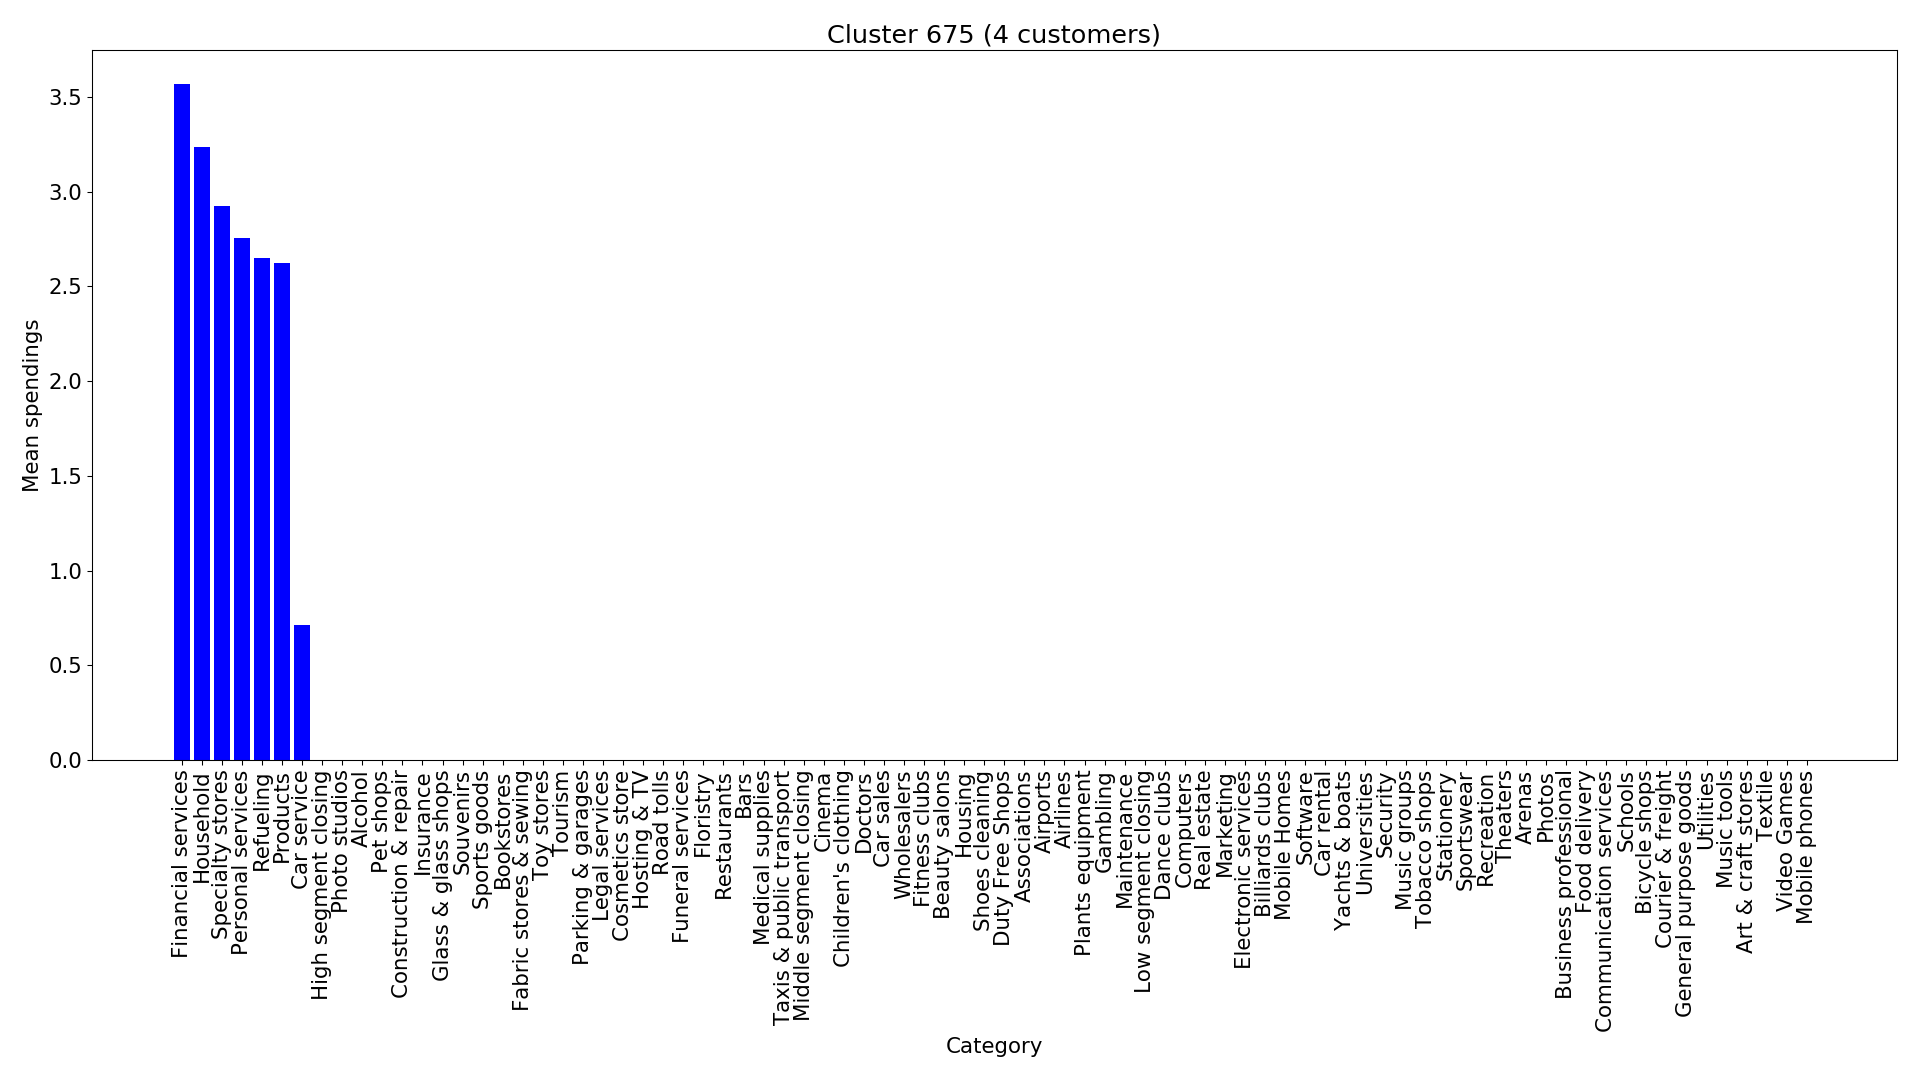 Cluster 675 (4 customers)
Mean spendings
3.5
3.0
2.5
2.0
1.5
1.0
0.5
0.0
Financial services
Household
Specialty stores
Personal services
Refueling
Products
Car service
High segment closing
Photo studios
Alcohol
Pet shops
Construction & repair
Insurance
Glass & glass shops
Souvenirs
Sports goods
Bookstores
Fabric stores & sewing
Toy stores
Tourism
Parking & garages
Legal services
Cosmetics store
Hosting & TV
Road tolls
Funeral services
Floristry
Restaurants
Bars
Medical supplies
Taxis & public transport
Middle segment closing
Cinema
Children's clothing
Doctors
Car sales
Wholesalers
Fitness clubs
Beauty salons
Housing
Shoes cleaning
Duty Free Shops
Associations
Airports
Airlines
Plants equipment
Gambling
Maintenance
Low segment closing
Dance clubs
Computers
Real estate
Marketing
Electronic services
Billiards clubs
Mobile Homes
Software
Car rental
Yachts & boats
Universities
Security
Music groups
Tobacco shops
Stationery
Sportswear
Recreation
Theaters
Arenas
Photos
Business professional
Food delivery
Communication services
Schools
Bicycle shops
Courier & freight
General purpose goods
Utilities
Music tools
Art & craft stores
Textile
Video Games
Mobile phones
Category